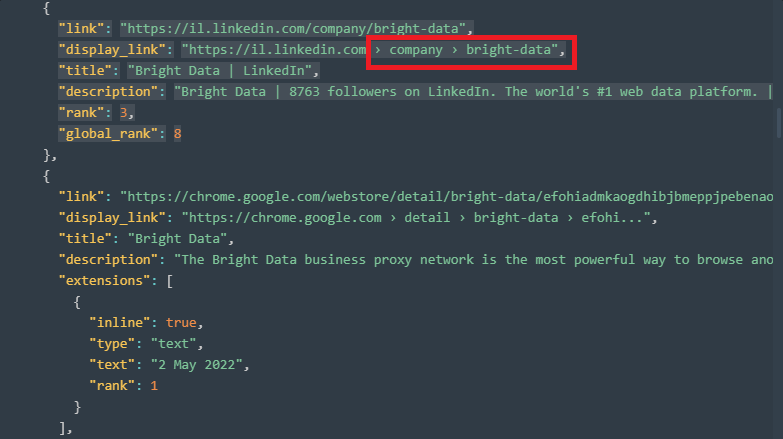 {
"link": "https://il.linkedin.com/company/bright-data",
"display_link": "https://il.linkedin.com › company › bright-data",
"title": "Bright Data | LinkedIn",
"description": "Bright Data | 8763 followers on LinkedIn. The world's #1 web data platform. |
"rank": 3,
"global_rank": 8
},
{
"link": "https://chrome.google.com/webstore/detail/bright-data/efohiadmkaogdhibjbmeppjpebenao
"display_link": "https://chrome.google.com › detail › bright-data › efohi...",
"title": "Bright Data",
"description": "The Bright Data business proxy network is the most powerful way to browse ano
"extensions": [
{
"inline": true,
"type": "text",
"text": "2 May 2022",
"rank": 1
}
],